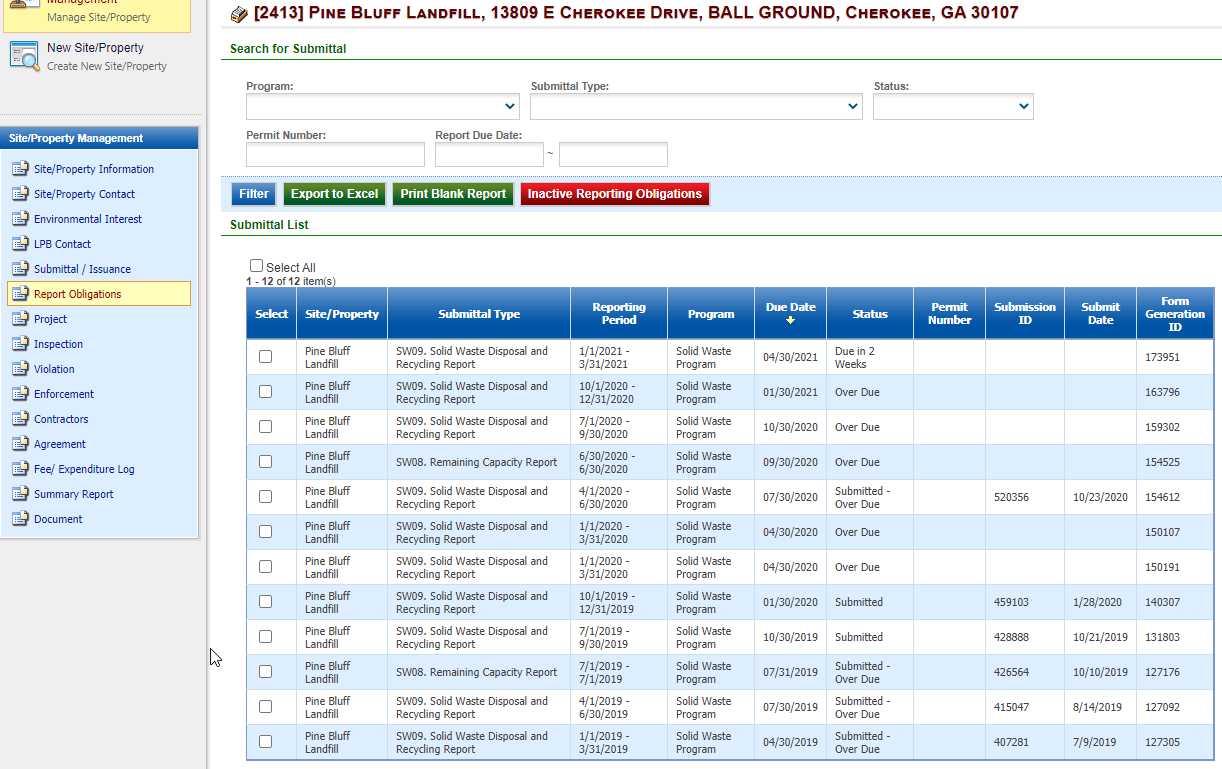 Management
Manage Site/Property
New Site/Property
Create New Site/Property
Site/Property Management
Site/Property Information
Site/Property Contact
Environmental Interest
LPB Contact
Submittal / Issuance
Report Obligations
Project
Inspection
Violation
Enforcement
Contractors
Agreement
Fee/ Expenditure Log
Summary Report
Document
[2413] Pine Bluff Landfill, 13809 E Cherokee Drive, BALL GROUND, Cherokee, GA 30107
Search for Submittal
Program: Submittal Type: Status:
Permit Number: Report Due Date:
~
Filter Export to Excel Print Blank Report Inactive Reporting Obligations
Submittal List
Select All
1 - 12 of 12 item(s)
Select Site/Property Submittal Type Reporting Period Program Due Date Status Permit Number Submission ID Submit Date Form Generation ID
Pine Bluff Landfill SW09. Solid Waste Disposal and Recycling Report 1/1/2021 - 3/31/2021 Solid Waste Program 04/30/2021 Due in 2 Weeks 173951
Pine Bluff Landfill SW09. Solid Waste Disposal and Recycling Report 10/1/2020 - 12/31/2020 Solid Waste Program 01/30/2021 Over Due 163796
Pine Bluff Landfill SW09. Solid Waste Disposal and Recycling Report 7/1/2020 - 9/30/2020 Solid Waste Program 10/30/2020 Over Due 159302
Pine Bluff Landfill SW08. Remaining Capacity Report 6/30/2020 - 6/30/2020 Solid Waste Program 09/30/2020 Over Due 154525
Pine Bluff Landfill SW09. Solid Waste Disposal and Recycling Report 4/1/2020 - 6/30/2020 Solid Waste Program 07/30/2020 Submitted - Over Due 520356 10/23/2020 154612
Pine Bluff Landfill SW09. Solid Waste Disposal and Recycling Report 1/1/2020 - 3/31/2020 Solid Waste Program 04/30/2020 Over Due 150107
Pine Bluff Landfill SW09. Solid Waste Disposal and Recycling Report 1/1/2020 - 3/31/2020 Solid Waste Program 04/30/2020 Over Due 150191
Pine Bluff Landfill SW09. Solid Waste Disposal and Recycling Report 10/1/2019 - 12/31/2019 Solid Waste Program 01/30/2020 Submitted 459103 1/28/2020 140307
Pine Bluff Landfill SW09. Solid Waste Disposal and Recycling Report 7/1/2019 - 9/30/2019 Solid Waste Program 10/30/2019 Submitted 428888 10/21/2019 131803
Pine Bluff Landfill SW08. Remaining Capacity Report 7/1/2019 - 7/1/2019 Solid Waste Program 07/31/2019 Submitted - Over Due 426564 10/10/2019 127176
Pine Bluff Landfill SW09. Solid Waste Disposal and Recycling Report 4/1/2019 - 6/30/2019 Solid Waste Program 07/30/2019 Submitted - Over Due 415047 8/14/2019 127092
Pine Bluff Landfill SW09. Solid Waste Disposal and Recycling Report 1/1/2019 - 3/31/2019 Solid Waste Program 04/30/2019 Submitted - Over Due 407281 7/9/2019 127305